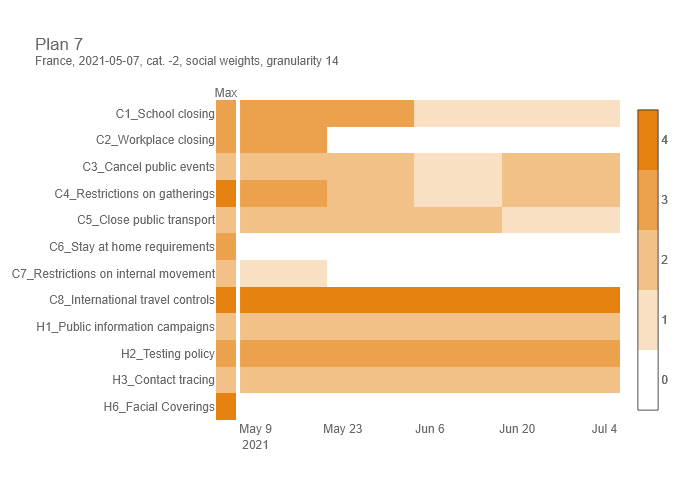 Plan 7
France, 2021-05-07, cat. -2, social weights, granularity 14
Max
C1_School closing
C2_Workplace closing
C3_Cancel public events
C4_Restrictions on gatherings
C5_Close public transport
C6_Stay at home requirements
C7_Restrictions on internal movement
C8_International travel controls
H1_Public information campaigns
H2_Testing policy
H3_Contact tracing
H6_Facial Coverings
May 9 May 23 Jun 6 Jun 20 Jul 4
2021
4
3
2
1
0